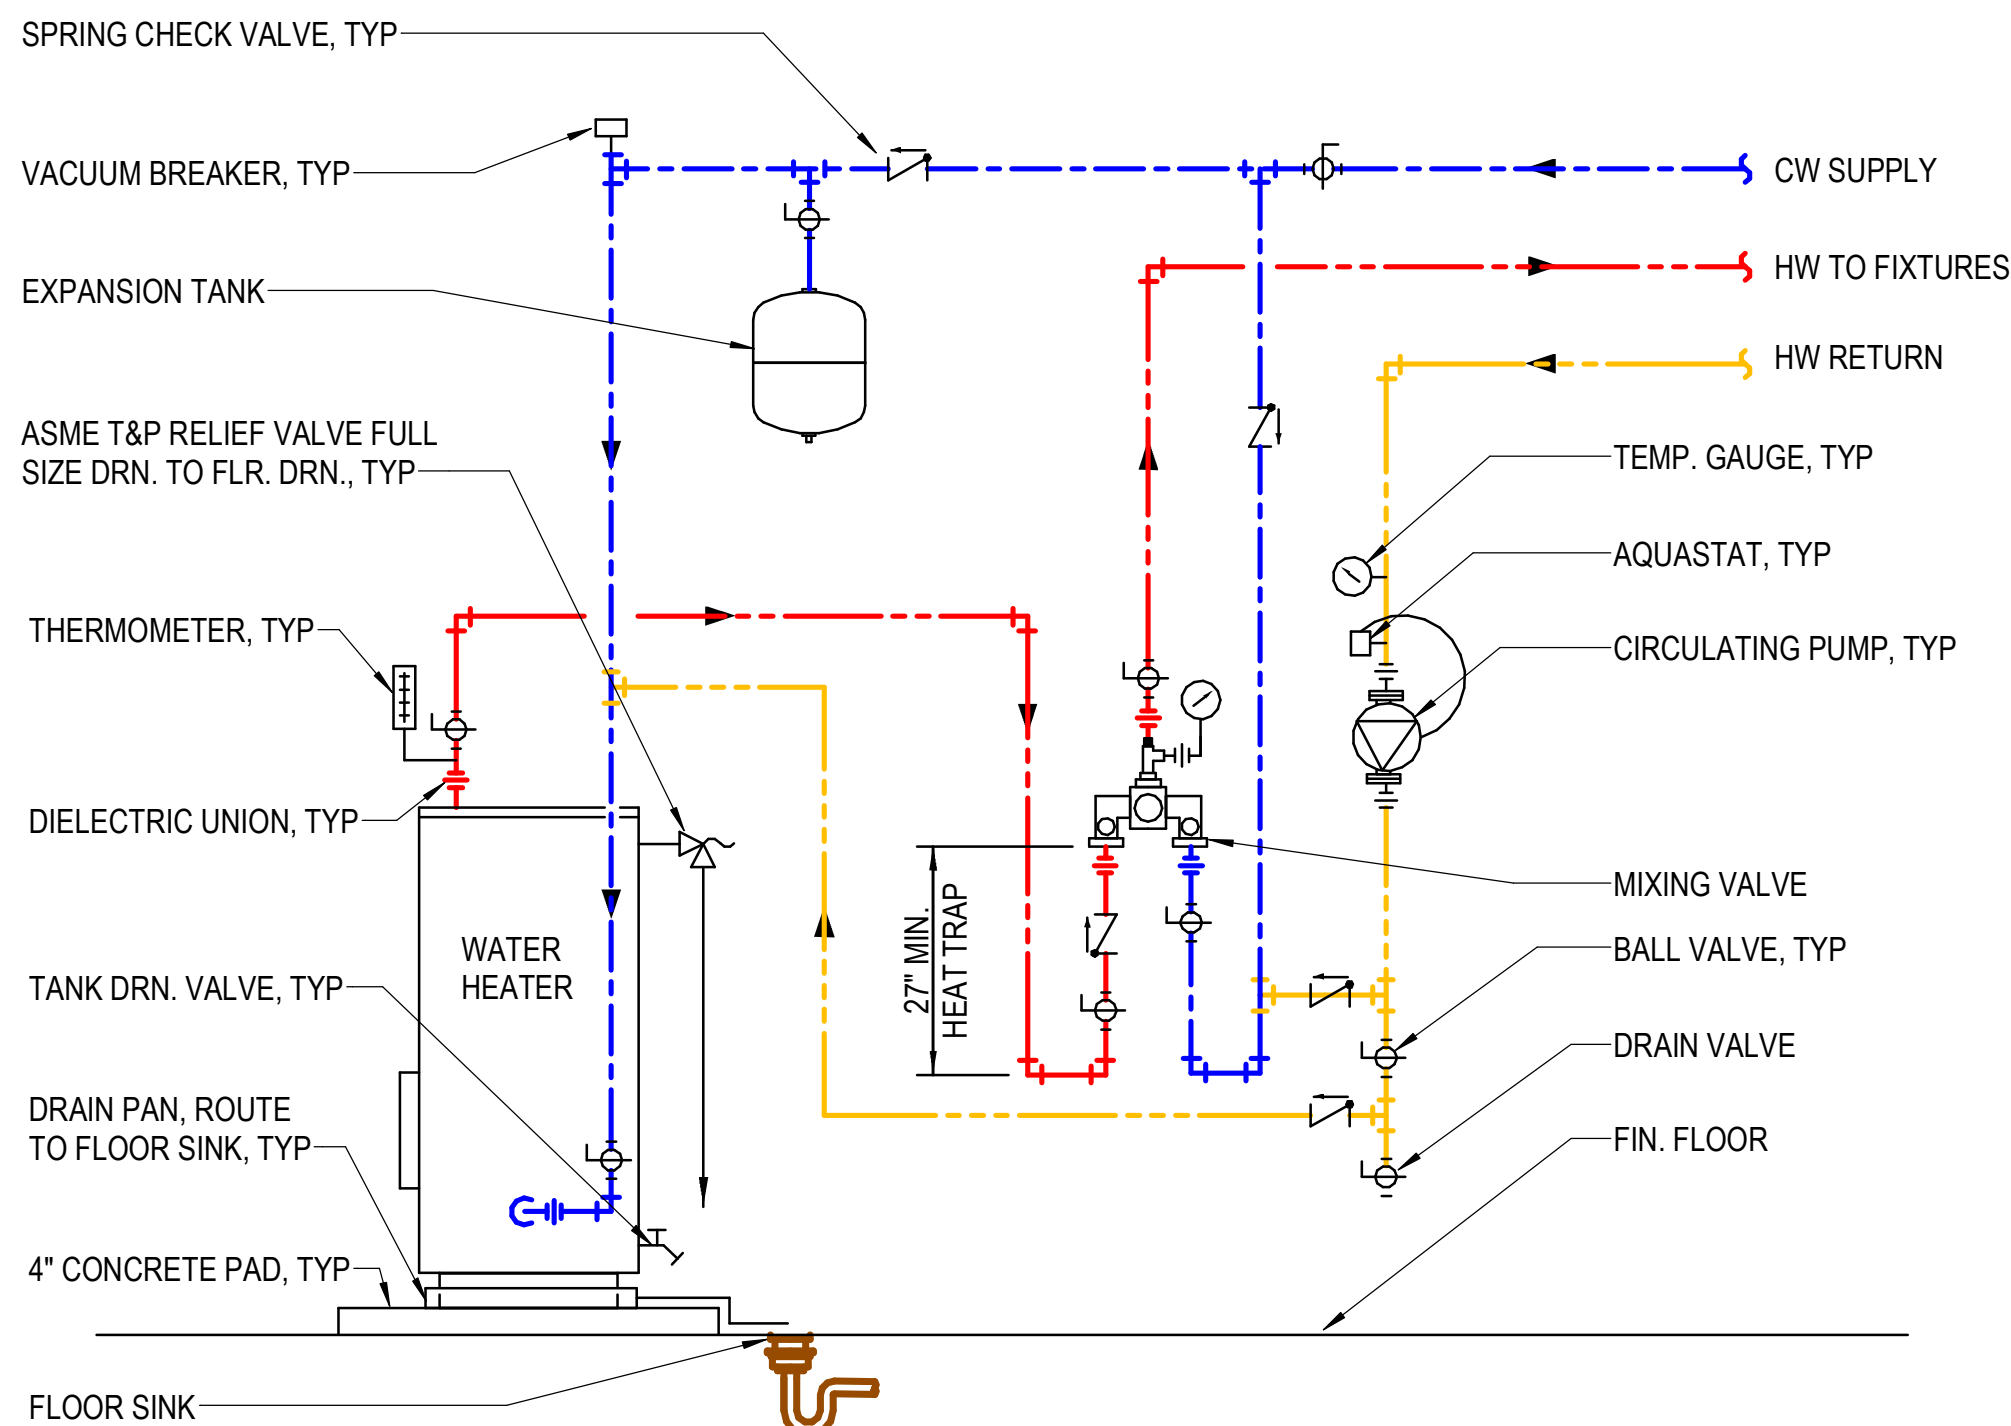 SPRING CHECK VALVE, TYP
VACUUM BREAKER, TYP
EXPANSION TANK
ASME T&P RELIEF VALVE FULL
SIZE DRN. TO FLR. DRN., TYP
THERMOMETER, TYP
DIELECTRIC UNION, TYP
TANK DRN. VALVE, TYP
DRAIN PAN, ROUTE
TO FLOOR SINK, TYP
4" CONCRETE PAD, TYP
FLOOR SINK
WATER
HEATER
27" MIN.
HEAT TRAP
CW SUPPLY
HW TO FIXTURES
HW RETURN
TEMP. GAUGE, TYP
AQUASTAT, TYP
CIRCULATING PUMP, TYP
MIXING VALVE
BALL VALVE, TYP
DRAIN VALVE
FIN. FLOOR